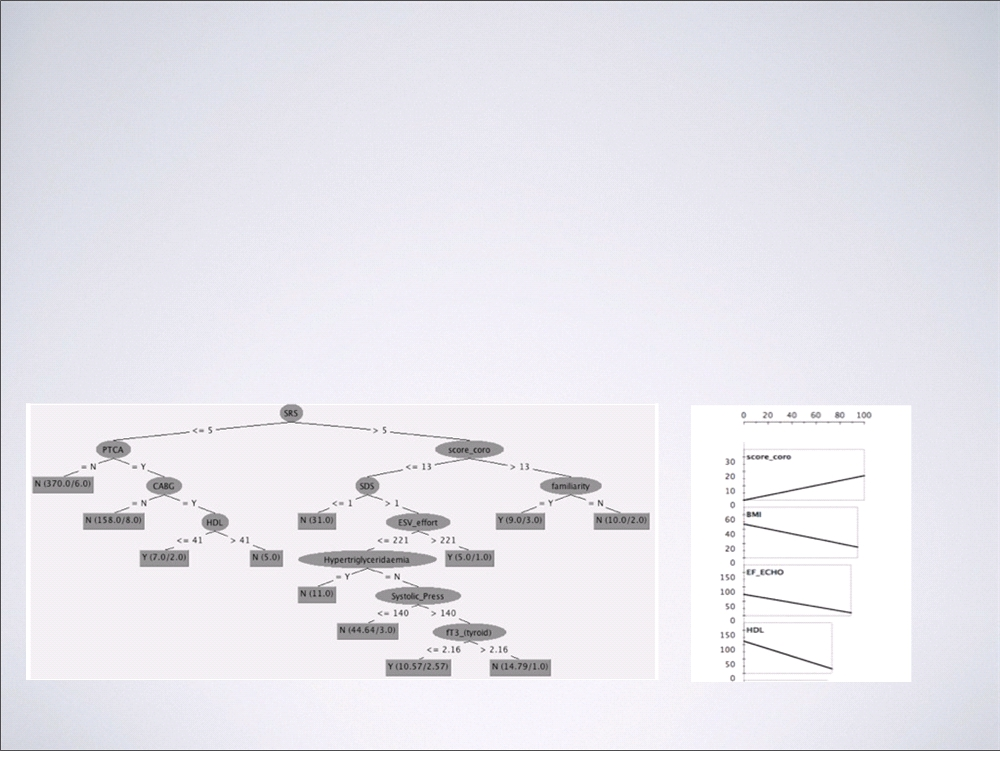 SRS
<= 5 > 5
PTCA score_coro
= N = Y <= 13 > 13
N (370.0/6.0) CABG SDS familiarity
= N = Y <= 1 > 1 = Y = N
N (158.0/8.0) HDL N (31.0) ESV_effort Y (9.0/3.0) N (10.0/2.0)
<= 41 > 41 <= 221 > 221
Y (7.0/2.0) N (5.0) Hypertriglyceridaemia Y (5.0/1.0)
= Y = N
N (11.0) Systolic_Press
<= 140 > 140
N (44.64/3.0) fT3_(tyroid)
<= 2.16 > 2.16
Y (10.57/2.57) N (14.79/1.0)
0 20 40 60 80 100
score_coro
30
20
10
0
BMI
60
40
20
0
EF_ECHO
150
100
50
0
HDL
150
100
50
0